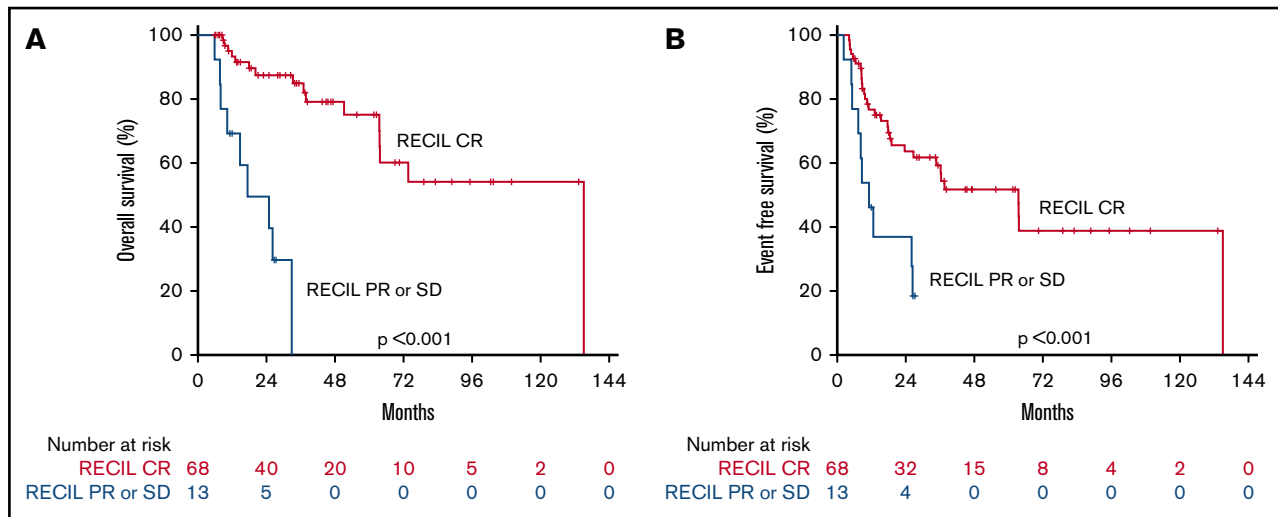 A
Overall survival (%)
100
80
60
40
20
0
RECIL CR
RECIL PR or SD
p <0.001
0 24 48 72 96 120 144
Months
Number at risk
RECIL CR 68 40 20 10 5 2 0
RECIL PR or SD 13 5 0 0 0 0 0
B
Event free survival (%)
100
80
60
40
20
0
RECIL CR
RECIL PR or SD
p <0.001
0 24 48 72 96 120 144
Months
Number at risk
RECIL CR 68 32 15 8 4 2 0
RECIL PR or SD 13 4 0 0 0 0 0